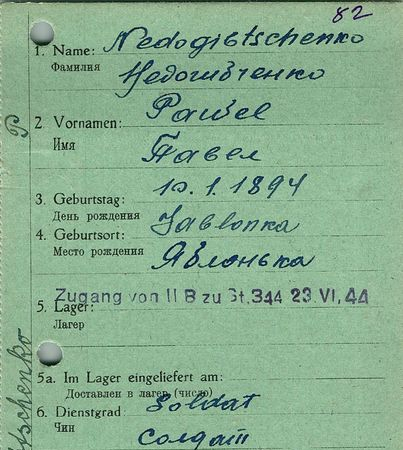 82
1. Name: Nedogibtschenko
Фамилия Недогибченко
2. Vornamen: Pawel
Имя Павел
3. Geburtstag: 10.1.1894
День рождения
4. Geburtsort: Jablonka
Место рождения Яблонька
Zugang von II B zu St. 344 23. VI. 44
5. Lager:
Лагер
5a. Im Lager eingeliefert am:
Доставлен в лагер (число)
6. Dienstgrad: Soldat
Чин солдат